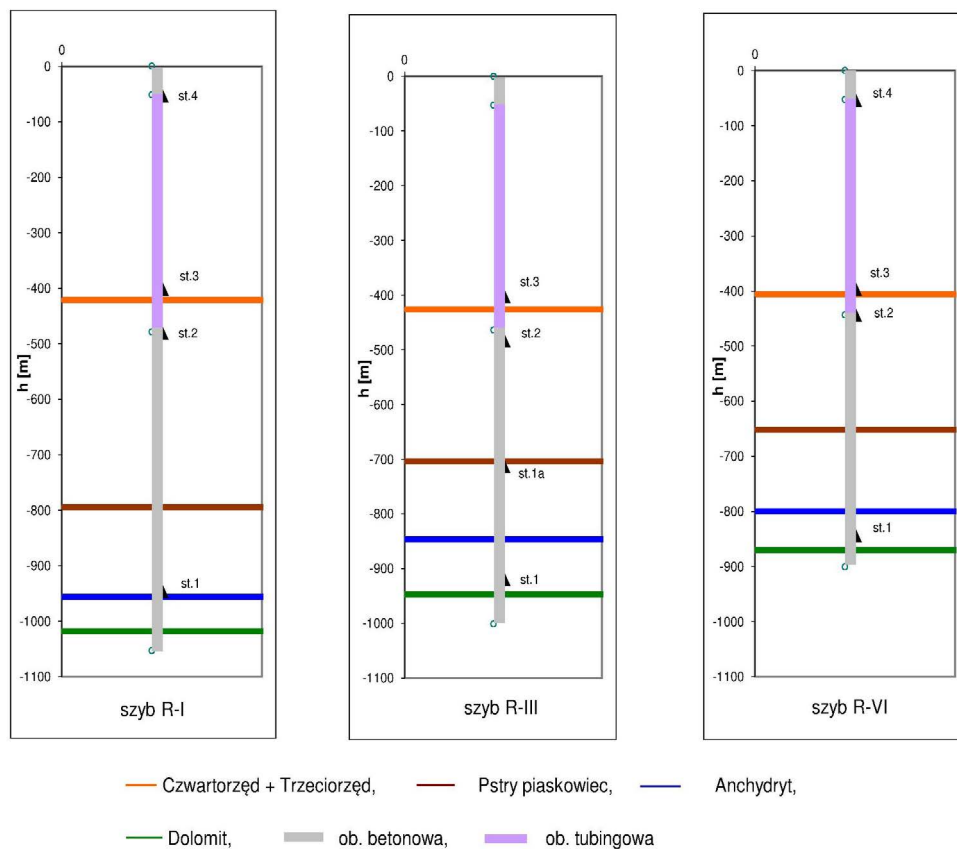 0
0
st.4
-100
-200
-300
st.3
-400
st.2
-500
h [m]
-600
-700
-800
-900
st.1
-1000
-1100
szyb R-I
0
0
-100
-200
-300
st.3
-400
st.2
-500
h [m]
-600
-700
st.1a
-800
-900
st.1
-1000
-1100
szyb R-III
0
0
st.4
-100
-200
-300
st.3
-400
st.2
-500
h [m]
-600
-700
-800
st.1
-900
-1000
-1100
szyb R-VI
Czwartorzęd + Trzeciorzęd, Pstry piaskowiec, Anchydryt,
Dolomit, ob. betonowa, ob. tubingowa